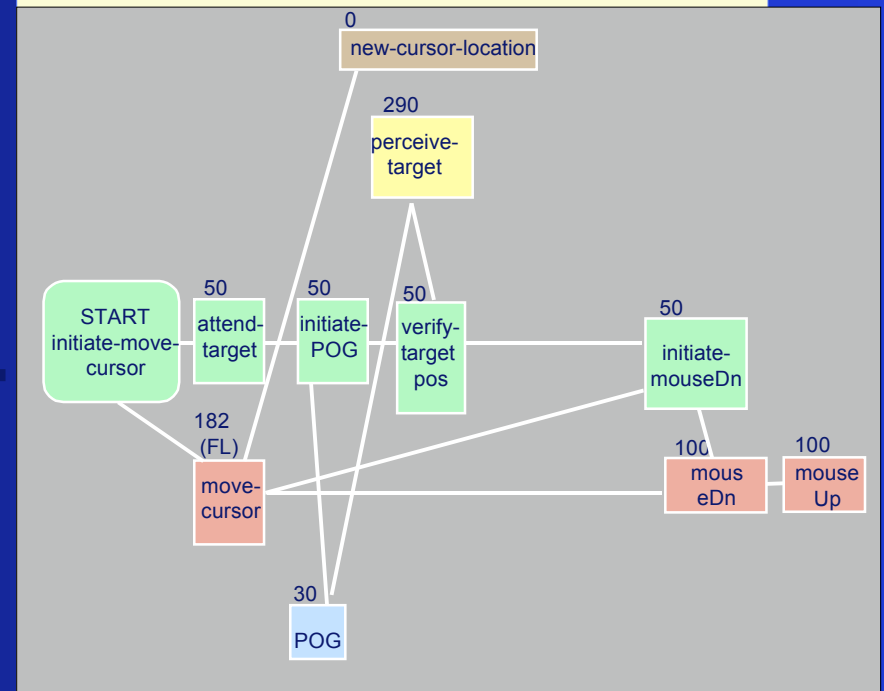 0
new-cursor-location
290
perceive-
target
50
50
50
50
START
initiate-move-
cursor
attend-
target
initiate-
POG
verify-
target
pos
initiate-
mouseDn
182
(FL)
move-
cursor
100
mous
eDn
100
mouse
Up
30
POG